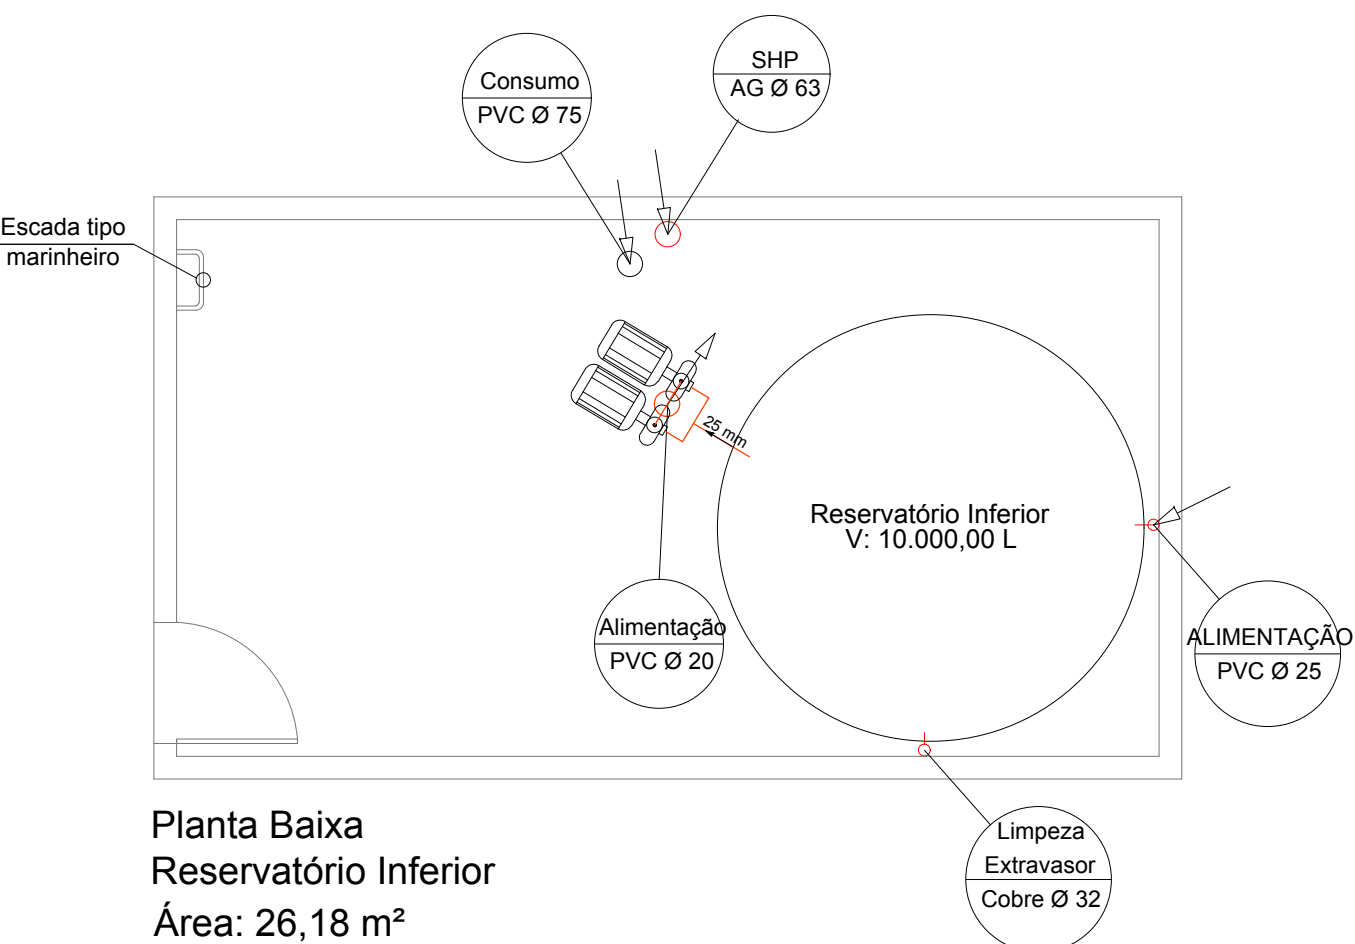 SHP
AG Ø 63
Consumo
PVC Ø 75
Escada tipo
marinheiro
25 mm
Reservatório Inferior
V: 10.000,00 L
Alimentação
PVC Ø 20
ALIMENTAÇÃO
PVC Ø 25
Limpeza
Extravasor
Cobre Ø 32
Planta Baixa
Reservatório Inferior
Área: 26,18 m²